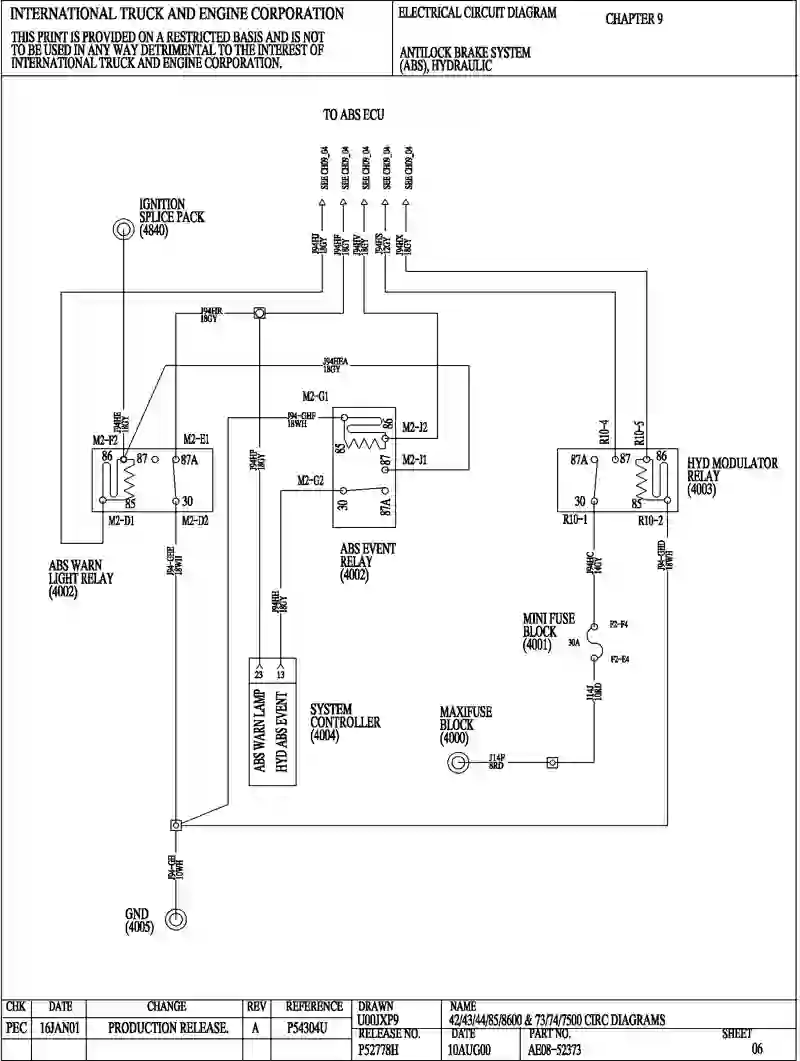 INTERNATIONAL TRUCK AND ENGINE CORPORATION
THIS PRINT IS PROVIDED ON A RESTRICTED BASIS AND IS NOT
TO BE USED IN ANY WAY DETRIMENTAL TO THE INTEREST OF
INTERNATIONAL TRUCK AND ENGINE CORPORATION.
ELECTRICAL CIRCUIT DIAGRAM
CHAPTER 9
ANTILOCK BRAKE SYSTEM
(ABS), HYDRAULIC
TO ABS ECU
SEE CH09_04
SEE CH09_04
SEE CH09_04
SEE CH09_04
SEE CH09_04
J94HJ
18GY
J94HF
18GY
J94HV
18GY
J94HS
12GY
J94HX
18GY
IGNITION
SPLICE PACK
(4840)
J94HR
18GY
J94HEA
18GY
J94HE
18GY
J94HP
18GY
M2-G1
J94-GHF
18WH
M2-F2
M2-E1
86
87
87A
85
30
M2-D1
M2-D2
ABS WARN
LIGHT RELAY
(4002)
J94-GHE
18WH
86
85
M2-J2
87
M2-J1
M2-G2
30
87A
ABS EVENT
RELAY
(4002)
J94HE
18GY
R10-4
R10-5
87A
87
86
30
85
R10-1
R10-2
HYD MODULATOR
RELAY
(4003)
J94HC
14GY
J94-GHD
18WH
MINI FUSE
BLOCK
(4001)
30A
F2-F4
F2-E4
J14J
10RD
23
13
ABS WARN LAMP
HYD ABS EVENT
SYSTEM
CONTROLLER
(4004)
MAXIFUSE
BLOCK
(4000)
J14F
8RD
J94-GH
10WH
GND
(4005)
CHK DATE CHANGE REV REFERENCE
PEC 16JAN01 PRODUCTION RELEASE. A P54304U
DRAWN
U00JXP9
NAME
42/43/44/85/8600 & 73/74/7500 CIRC DIAGRAMS
RELEASE NO. DATE PART NO. SHEET
P52778H 10AUG00 AE08-52373 06